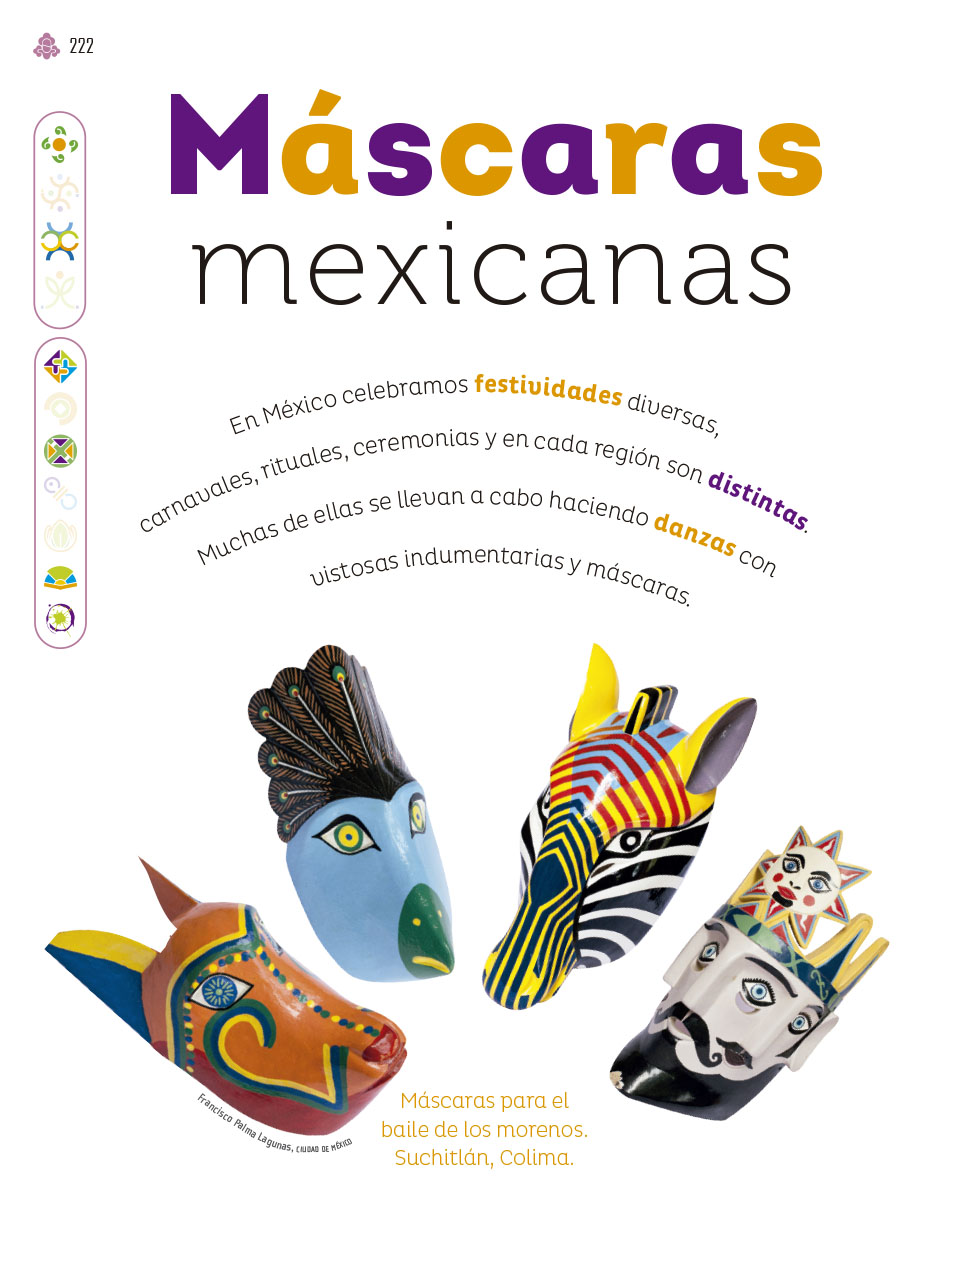 222
Máscaras
mexicanas
En México celebramos festividades diversas,
carnavales, rituales, ceremonias y en cada región son distintas.
Muchas de ellas se llevan a cabo haciendo danzas con
vistosas indumentarias y máscaras.
Francisco Palma Lagunas, CIUDAD DE MÉXICO
Máscaras para el
baile de los morenos.
Suchitlán, Colima.